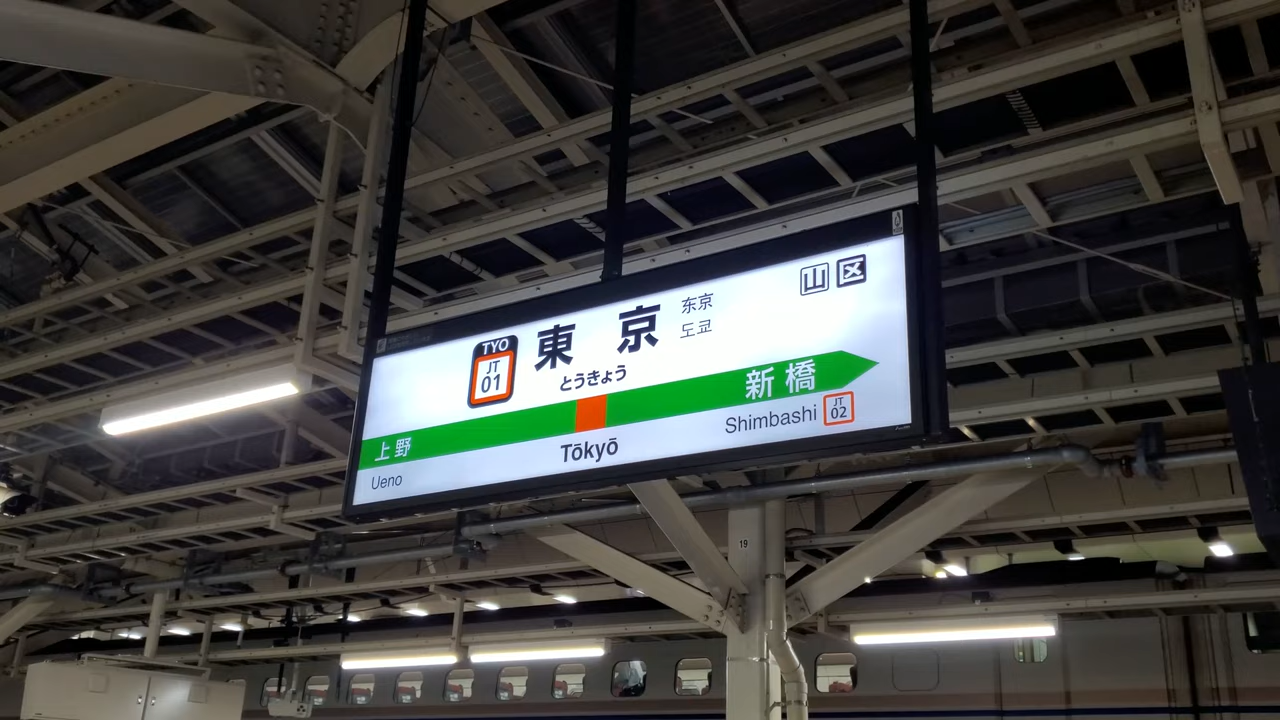 山 区
TYO
JT
01
東 京
东京
도쿄
とうきょう
上野
新橋
Ueno
Tōkyō
Shimbashi
JT
02
19